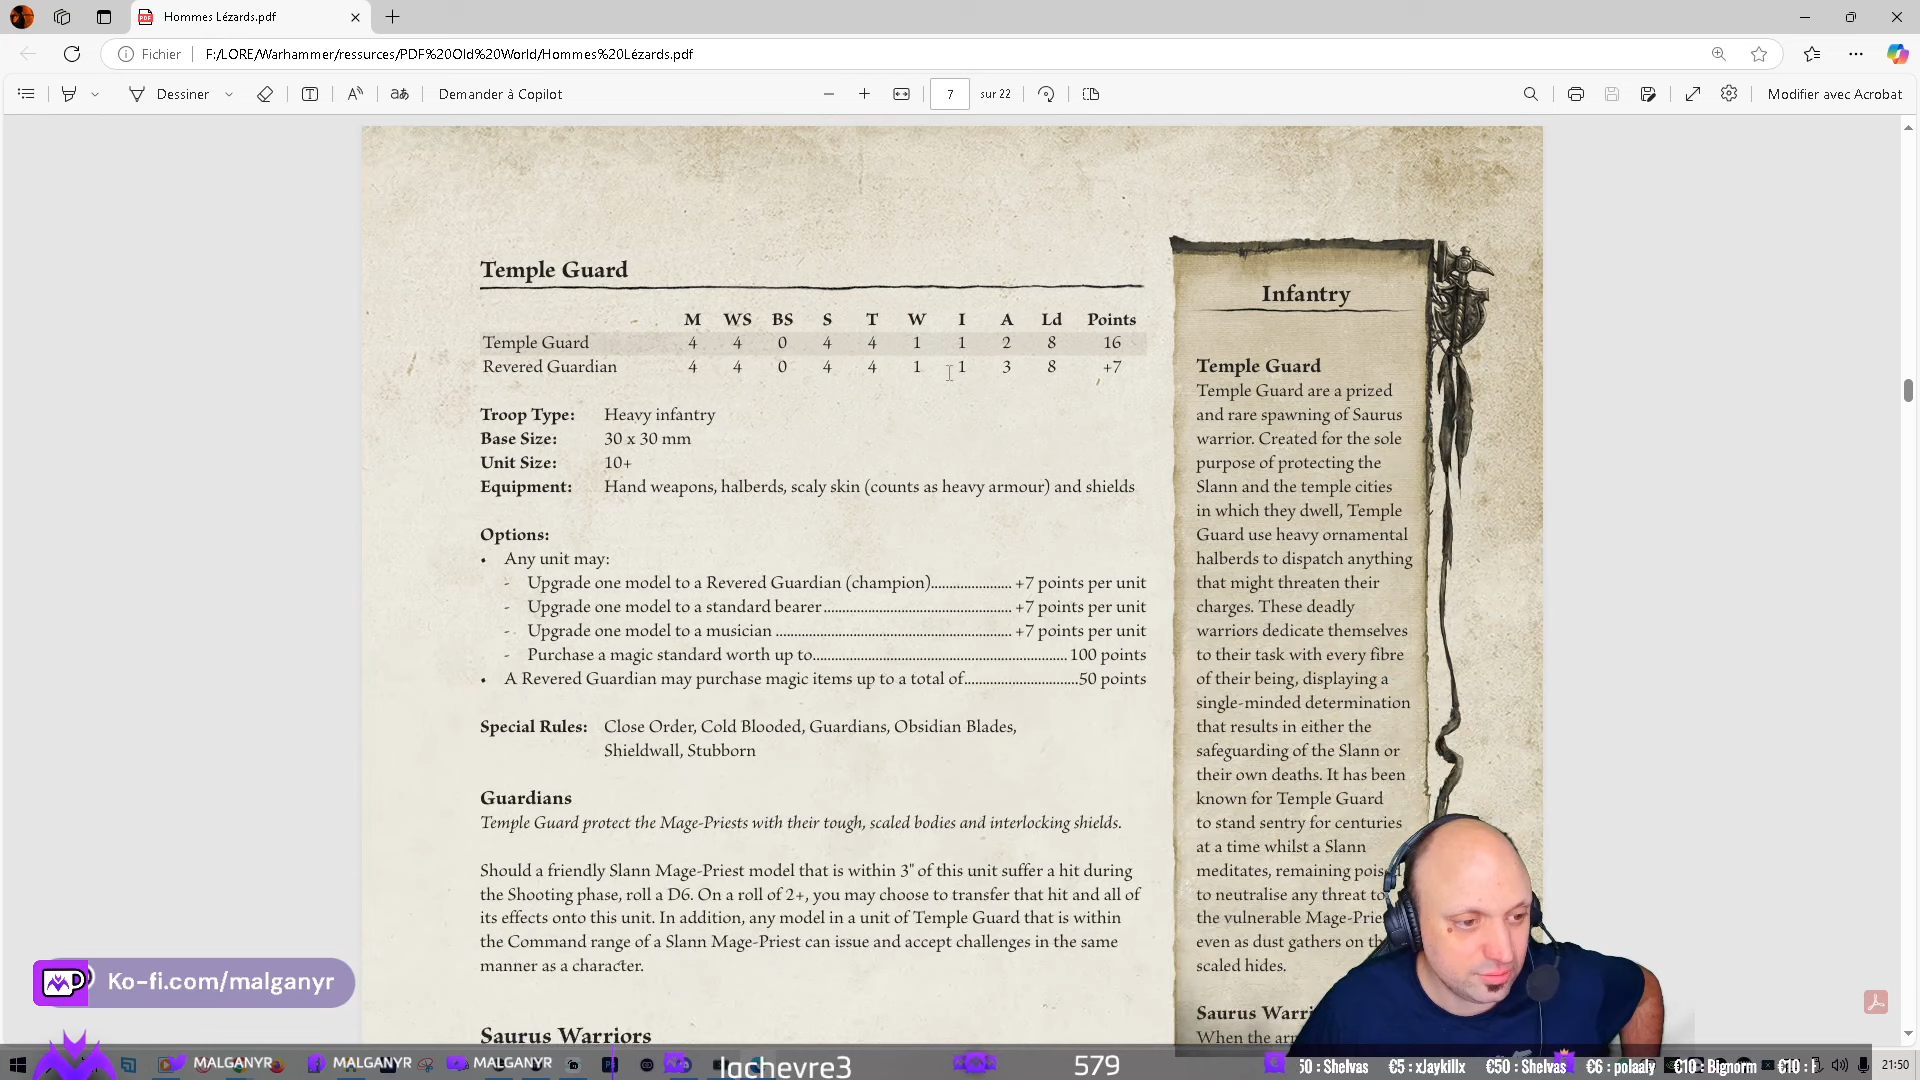 Hommes Lézards.pdf
Fichier
F:/LORE/Warhammer/ressources/PDF%20Old%20World/Hommes%20Lézards.pdf
Dessiner
Demander à Copilot
7
sur 22
Modifier avec Acrobat
Temple Guard
M WS BS S T W I A Ld Points
Temple Guard 4 4 0 4 4 1 1 2 8 16
Revered Guardian 4 4 0 4 4 1 1 3 8 +7
Troop Type: Heavy infantry
Base Size: 30 x 30 mm
Unit Size: 10+
Equipment: Hand weapons, halberds, scaly skin (counts as heavy armour) and shields
Options:
• Any unit may:
- Upgrade one model to a Revered Guardian (champion)..................... +7 points per unit
- Upgrade one model to a standard bearer............................................ +7 points per unit
- Upgrade one model to a musician ...................................................... +7 points per unit
- Purchase a magic standard worth up to........................................................... 100 points
• A Revered Guardian may purchase magic items up to a total of..........................50 points
Special Rules: Close Order, Cold Blooded, Guardians, Obsidian Blades,
Shieldwall, Stubborn
Guardians
Temple Guard protect the Mage-Priests with their tough, scaled bodies and interlocking shields.
Should a friendly Slann Mage-Priest model that is within 3" of this unit suffer a hit during
the Shooting phase, roll a D6. On a roll of 2+, you may choose to transfer that hit and all of
its effects onto this unit. In addition, any model in a unit of Temple Guard that is within
the Command range of a Slann Mage-Priest can issue and accept challenges in the same
manner as a character.
Saurus Warriors
Infantry
Temple Guard
Temple Guard are a prized
and rare spawning of Saurus
warrior. Created for the sole
purpose of protecting the
Slann and the temple cities
in which they dwell, Temple
Guard use heavy ornamental
halberds to dispatch anything
that might threaten their
charges. These deadly
warriors dedicate themselves
to their task with every fibre
of their being, displaying a
single-minded determination
that results in either the
safeguarding of the Slann or
their own deaths. It has been
known for Temple Guard
to stand sentry for centuries
at a time whilst a Slann
meditates, remaining
to neutralise any threat to
the vulnerable
even as dust gathers on
scaled hides.
Saurus
When the
Ko-fi.com/malganyr
MALGANYR
MALGANYR
MALGANYR
lachevre3
579
50 : Shelvas
€5 : xJaykillx
€50 : Shelvas
€6 : polaaly
€10 : Bignorm
€10 :
21:50